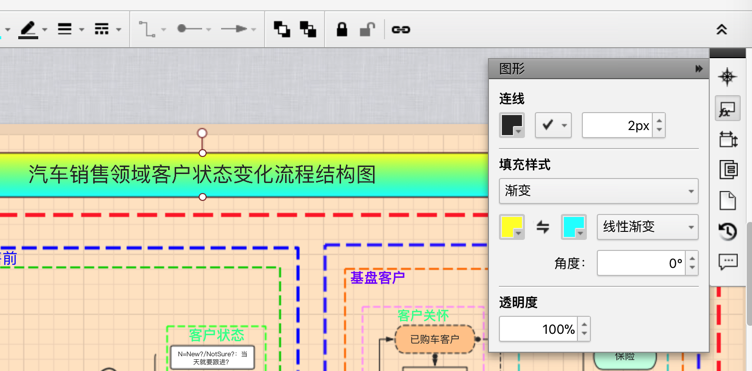 图形
连线
2px
填充样式
渐变
线性渐变
角度:
0°
透明度
100%
汽车销售领域客户状态变化流程结构图
前
基盘客户
客户关怀
已购车客户
客户状态
N=New?/NotSure?: 当
天就要跟进?
保险